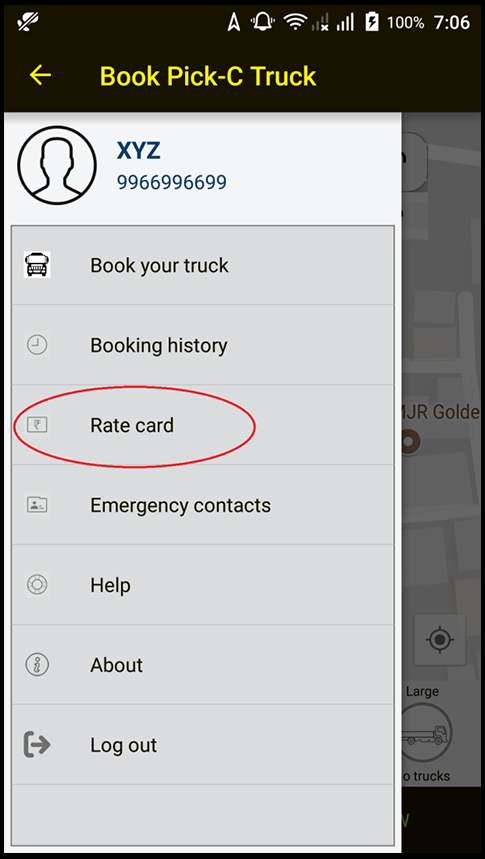 100% 7:06
Book Pick-C Truck
XYZ
9966996699
Book your truck
Booking history
₹ Rate card
MJR Golde
Emergency contacts
Help
About
Large
Log out
o trucks
W